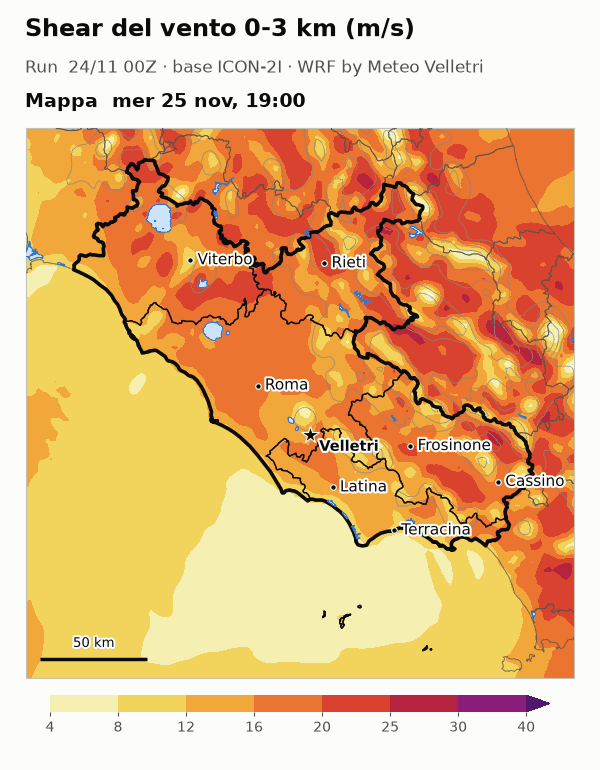 Shear del vento 0-3 km (m/s)
Run  24/11 00Z · base ICON-2I · WRF by Meteo Velletri
Mappa  mer 25 nov, 19:00
Viterbo
Rieti
Roma
Velletri
Frosinone
Cassino
Latina
Terracina
50 km
4 8 12 16 20 25 30 40